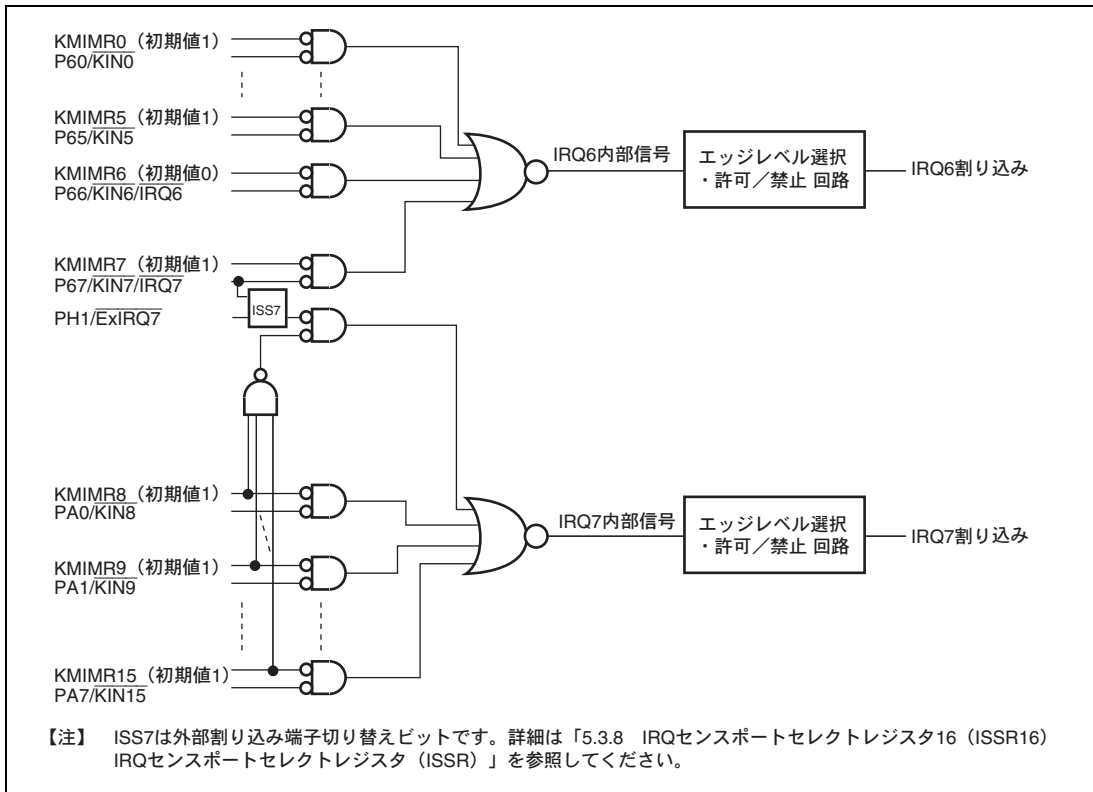 KMIMR0（初期値1）
P60/KIN0
KMIMR5（初期値1）
P65/KIN5
KMIMR6（初期値0）
P66/KIN6/IRQ6
KMIMR7（初期値1）
P67/KIN7/IRQ7
ISS7
PH1/ExIRQ7
IRQ6内部信号
エッジレベル選択
・許可／禁止 回路
IRQ6割り込み
KMIMR8（初期値1）
PA0/KIN8
KMIMR9（初期値1）
PA1/KIN9
KMIMR15（初期値1）
PA7/KIN15
IRQ7内部信号
エッジレベル選択
・許可／禁止 回路
IRQ7割り込み
【注】 ISS7は外部割り込み端子切り替えビットです。詳細は「5.3.8 IRQセンスポートセレクトレジスタ16（ISSR16）
IRQセンスポートセレクトレジスタ（ISSR）」を参照してください。